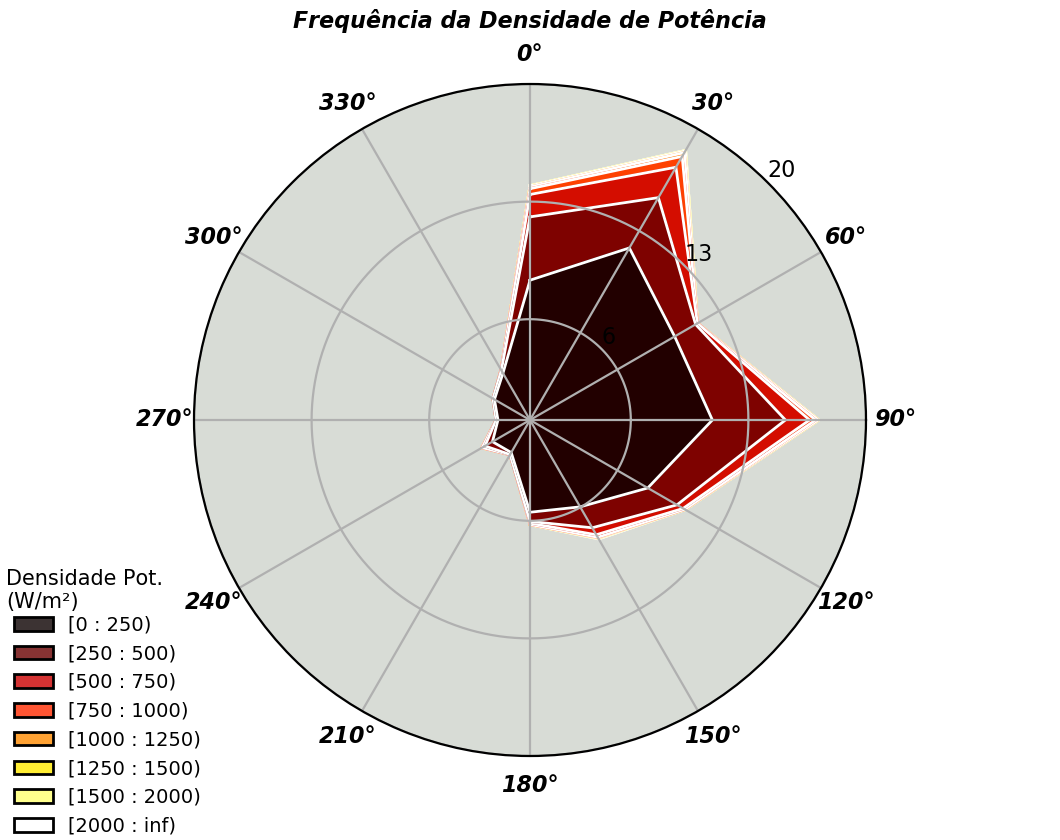 Frequência da Densidade de Potência
0°
330°
30°
20
300°
60°
13
6
270°
90°
240°
120°
210°
150°
180°
Densidade Pot.
(W/m²)
[0 : 250)
[250 : 500)
[500 : 750)
[750 : 1000)
[1000 : 1250)
[1250 : 1500)
[1500 : 2000)
[2000 : inf)